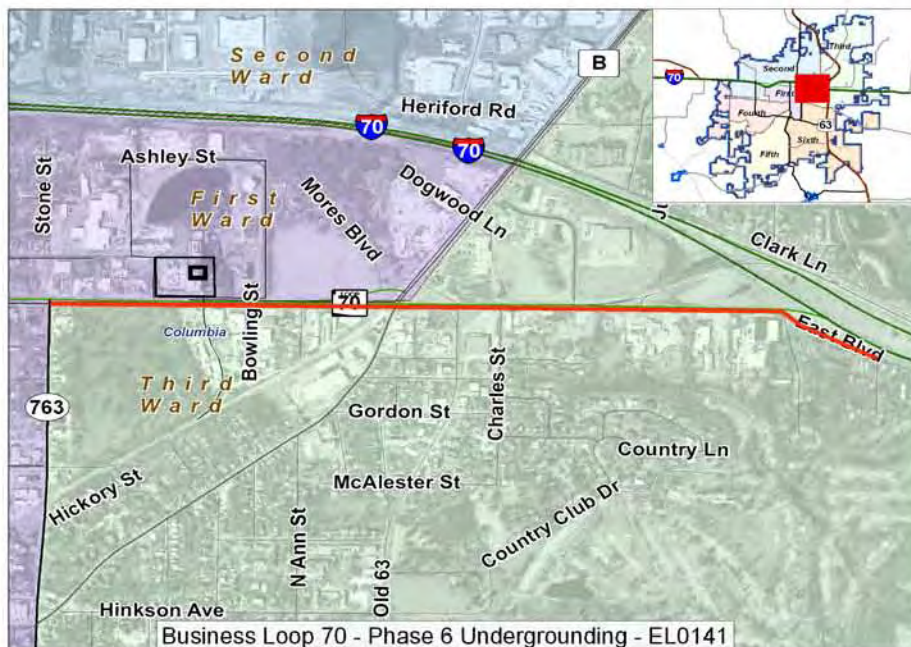 Second
Ward
B
Heriford Rd
70
70
Ashley St
Stone St
First
Ward
Mores Blvd
Dogwood Ln
Clark Ln
70
Bowling St
Columbia
East Blvd
Third
Ward
763
Charles St
Gordon St
Country Ln
McAlester St
Hickory St
Country Club Dr
N Ann St
Old 63
Hinkson Ave
Business Loop 70 - Phase 6 Undergrounding - EL0141
Third
Second
70
First
Fourth
63
Sixth
Fifth